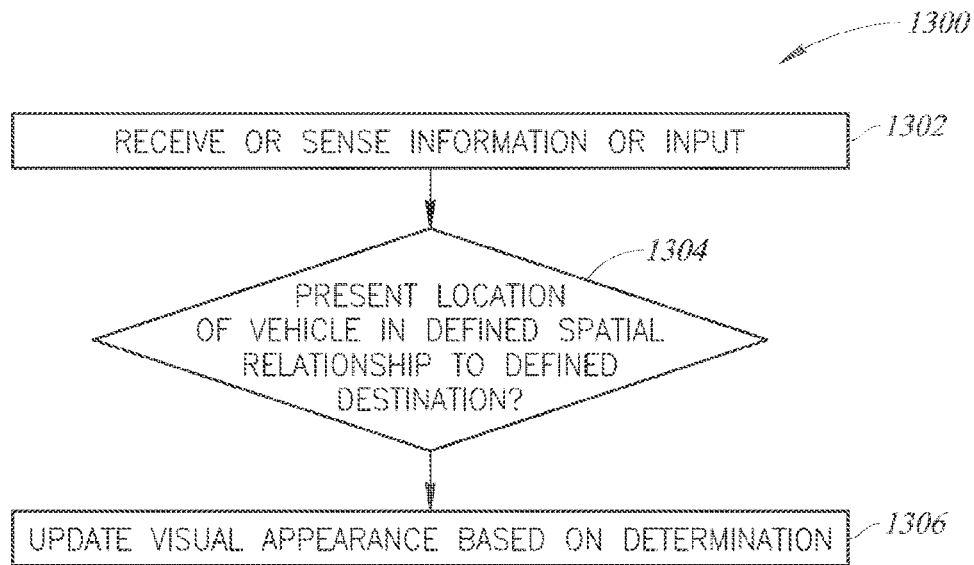 1300
RECEIVE OR SENSE INFORMATION OR INPUT
1302
1304
PRESENT LOCATION
OF VEHICLE IN DEFINED SPATIAL
RELATIONSHIP TO DEFINED
DESTINATION?
UPDATE VISUAL APPEARANCE BASED ON DETERMINATION
1306